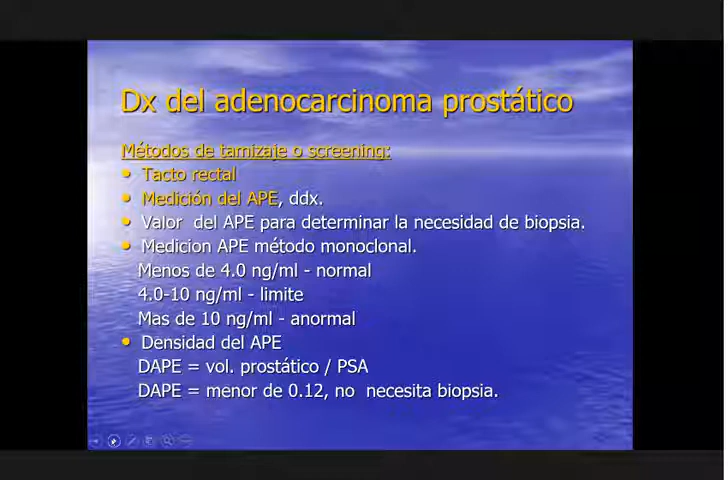 Dx del adenocarcinoma prostático
Métodos de tamizaje o screening:
• Tacto rectal
• Medición del APE, ddx.
• Valor del APE para determinar la necesidad de biopsia.
• Medicion APE método monoclonal.
Menos de 4.0 ng/ml - normal
4.0-10 ng/ml - limite
Mas de 10 ng/ml - anormal
• Densidad del APE
DAPE = vol. prostático / PSA
DAPE = menor de 0.12, no necesita biopsia.